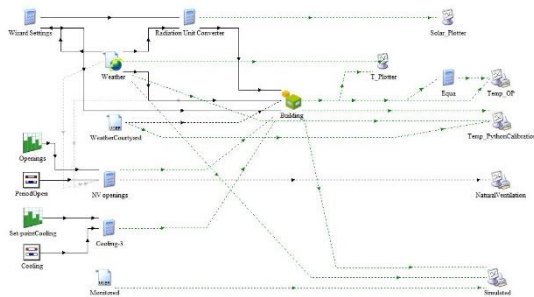 Wizard Settings
Radiation Unit Converter
Solar_Plotter
Weather
T_Plotter
Building
Equa
Temp_OP
WeatherCourtyard
Temp_PythonCalibration
Openings
PeriodOpen
NV openings
NaturalVentilation
Set-pointCooling
Cooling-3
Cooling
Monitored
Simulated